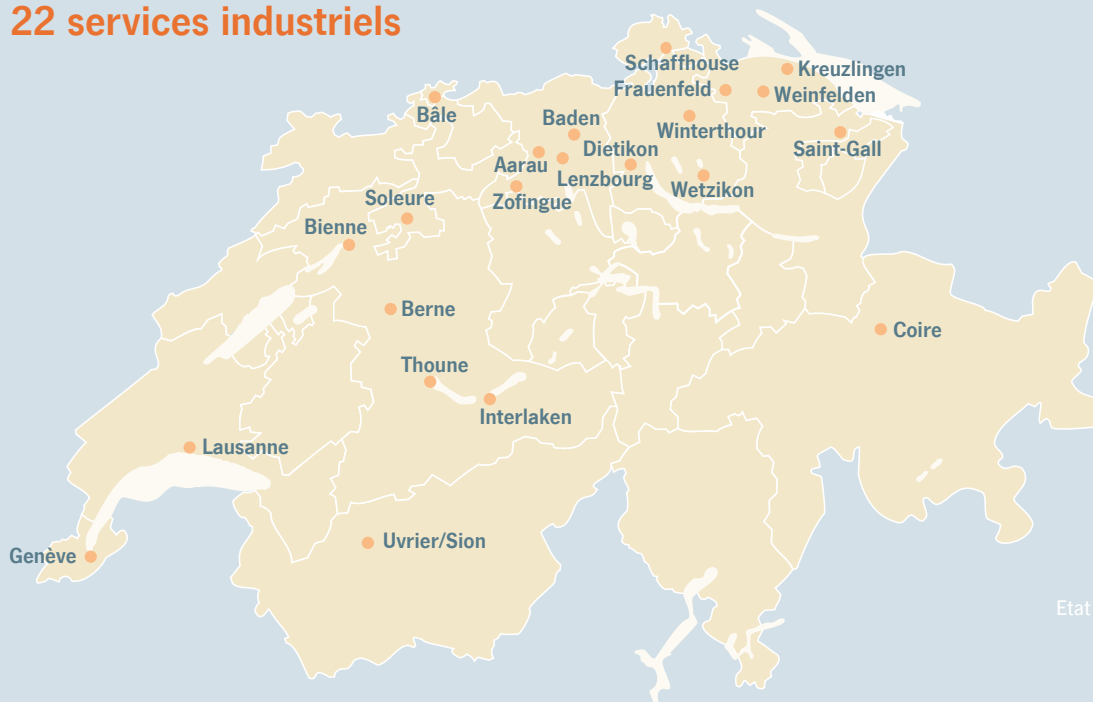 22 services industriels
Schaffhouse
Kreuzlingen
Frauenfeld
Weinfelden
Bâle
Baden
Winterthour
Dietikon
Saint-Gall
Aarau
Lenzbourg
Wetzikon
Zofingue
Soleure
Bienne
Berne
Coire
Thoune
Interlaken
Lausanne
Uvrier/Sion
Genève
Etat